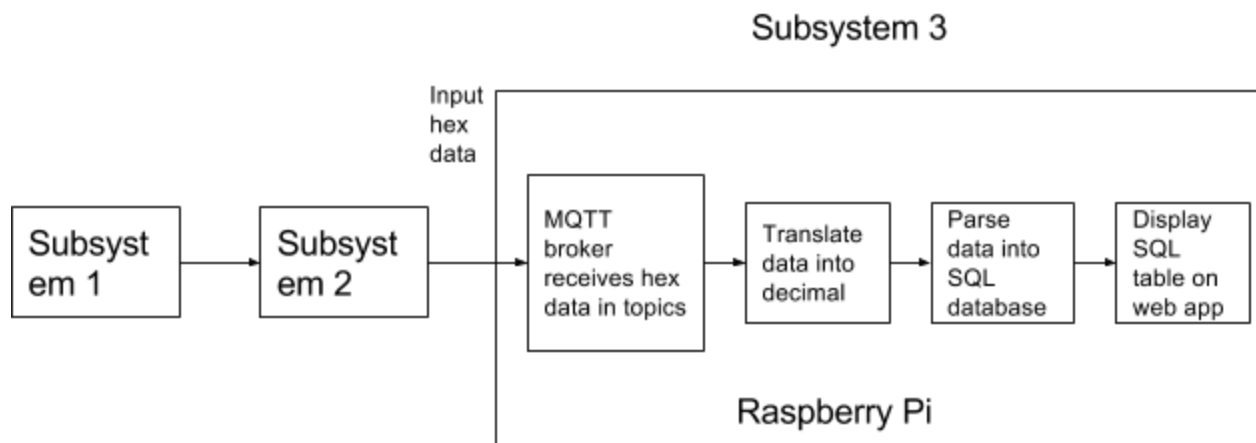 Subsystem 3
Input
hex
data
Subsyst
em 1
Subsyst
em 2
MQTT
broker
receives hex
data in topics
Translate
data into
decimal
Parse
data into
SQL
database
Display
SQL
table on
web app
Raspberry Pi